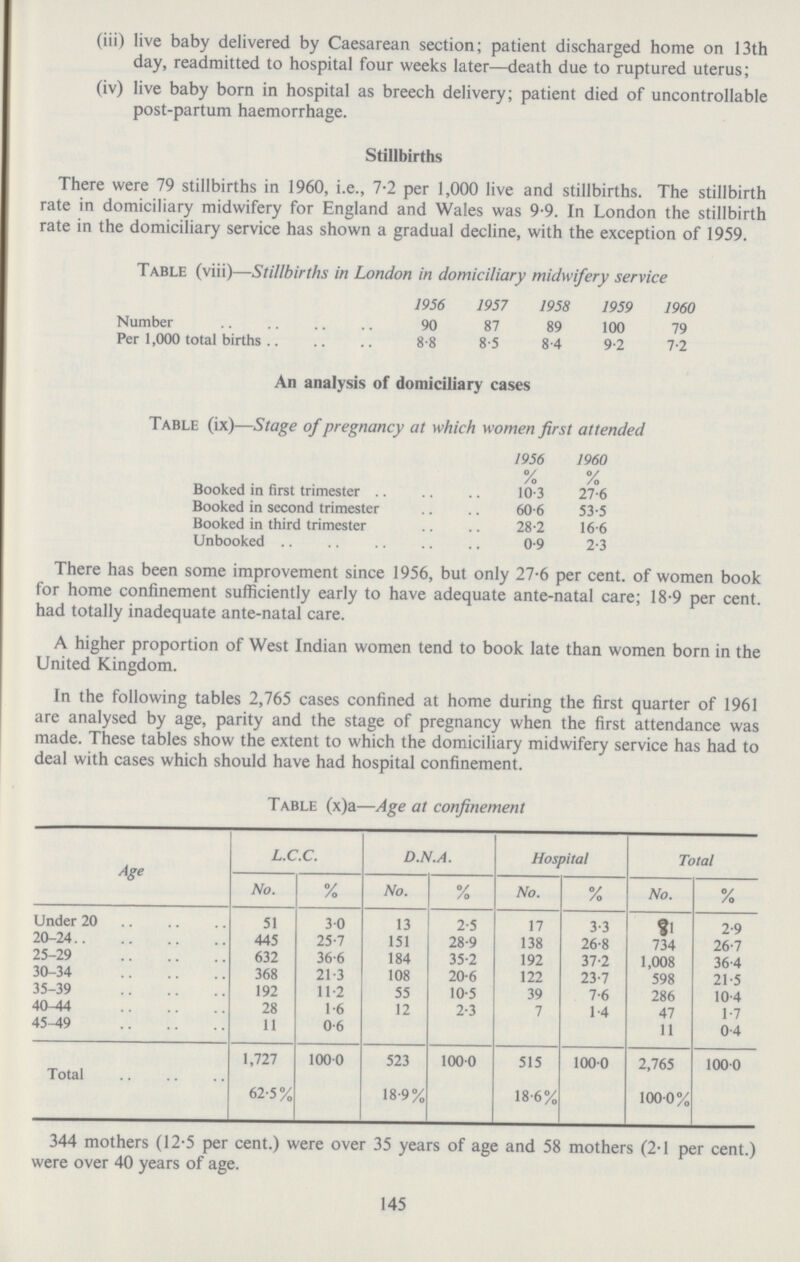 (iii) live baby delivered by Caesarean section; patient discharged home on 13th
day, readmitted to hospital four weeks later—death due to ruptured uterus;
(iv) live baby born in hospital as breech delivery; patient died of uncontrollable
post-partum haemorrhage.
Stillbirths
There were 79 stillbirths in 1960, i.e., 7·2 per 1,000 live and stillbirths. The stillbirth
rate in domiciliary midwifery for England and Wales was 9·9. In London the stillbirth
rate in the domiciliary service has shown a gradual decline, with the exception of 1959.
TABLE (viii)—Stillbirths in London in domiciliary midwifery service
1956 1957 1958 1959 1960
Number .. .. .. .. 90 87 89 100 79
Per 1,000 total births .. .. .. 8·8 8·5 8·4 9·2 7·2
An analysis of domiciliary cases
TABLE (ix)—Stage of pregnancy at which women first attended
1956 1960
% %
Booked in first trimester .. .. .. 10·3 27·6
Booked in second trimester .. .. 60·6 53·5
Booked in third trimester .. .. 28·2 16·6
Unbooked .. .. .. .. .. 0·9 2·3
There has been some improvement since 1956, but only 27·6 per cent. of women book
for home confinement sufficiently early to have adequate ante-natal care; 18·9 per cent.
had totally inadequate ante-natal care.
A higher proportion of West Indian women tend to book late than women born in the
United Kingdom.
In the following tables 2,765 cases confined at home during the first quarter of 1961
are analysed by age, parity and the stage of pregnancy when the first attendance was
made. These tables show the extent to which the domiciliary midwifery service has had to
deal with cases which should have had hospital confinement.
TABLE (x)a—Age at confinement
Age L.C.C. D.N.A. Hospital Total
No. % No. % No. % No. %
Under 20 .. .. .. 51 3·0 13 2·5 17 3·3 81 2·9
20–24 .. .. .. .. 445 25·7 151 28·9 138 26·8 734 26·7
25–29 .. .. .. 632 36·6 184 35·2 192 37·2 1,008 36·4
30–34 .. .. .. 368 21·3 108 20·6 122 23·7 598 21·5
35–39 .. .. .. 192 11·2 55 10·5 39 7·6 286 10·4
40–44 .. .. .. 28 1·6 12 2·3 7 1·4 47 1·7
45–49 .. .. .. 11 0·6 11 0·4
Total .. .. .. 1,727 100·0 523 100·0 515 100·0 2,765 100·0
62·5% 18·9% 18·6% 100·0%
344 mothers (12·5 per cent.) were over 35 years of age and 58 mothers (2·1 per cent.)
were over 40 years of age.
145